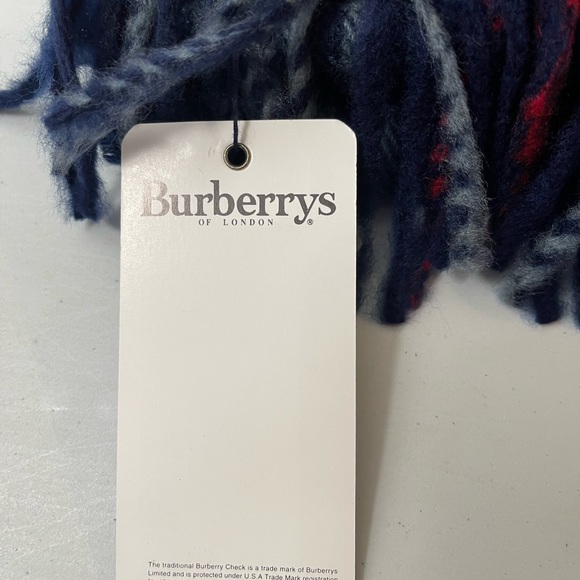 Burberrys
OF LONDON ®
The traditional Burberry Check is a trade mark of Burberrys
Limited and is protected under U.S.A Trade Mark registration